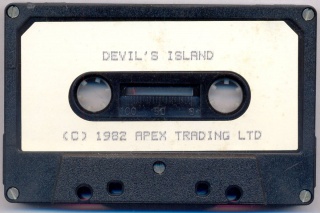 DEVIL'S ISLAND
(C) 1982 APEX TRADING LTD